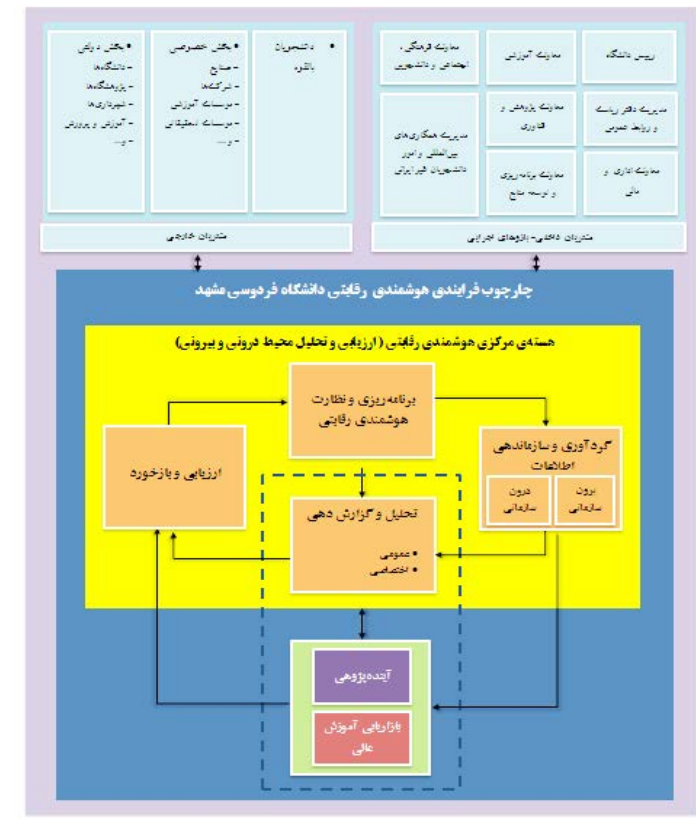 رییس دانشگاه
معاونت آموزشی
معاونت فرهنگی،
اجتماعی و دانشجویی
مدیریت دفتر ریاست
و روابط عمومی
معاونت پژوهش و
فناوری
مدیریت همکاری‌های
بین‌المللی و امور
دانشجویان غیر ایرانی
معاونت اداری و
مالی
معاونت برنامه‌ریزی
و توسعه منابع
مشتریان داخلی- بازوهای اجرایی
• دانشجویان
بالقوه
• بخش خصوصی
- صنایع
- شرکت‌ها
- موسسات آموزشی
- موسسات تحقیقاتی
- و...
• بخش دولتی
- دانشگاه‌ها
- پژوهشگاه‌ها
- شهرداری‌ها
- آموزش و پرورش
- و...
مشتریان خارجی
چارچوب فرایندی هوشمندی رقابتی دانشگاه فردوسی مشهد
هسته‌ی مرکزی هوشمندی رقابتی (ارزیابی و تحلیل محیط درونی و بیرونی)
برنامه‌ریزی و نظارت
هوشمندی رقابتی
گردآوری و سازماندهی
اطلاعات
برون
سازمانی
درون
سازمانی
ارزیابی و بازخورد
تحلیل و گزارش دهی
• عمومی
• اختصاصی
آینده‌پژوهی
بازاریابی آموزش
عالی